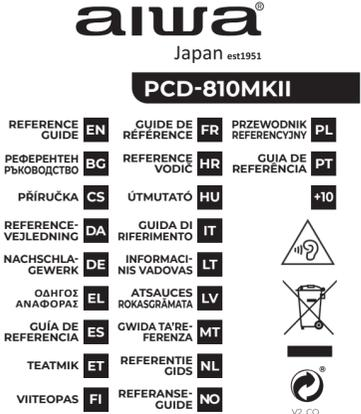 aiwa®
Japan est1951
PCD-810MKII
REFERENCE
GUIDE EN
РЕФЕРЕНТЕН
РЪКОВОДСТВО BG
PŘÍRUČKA CS
REFERENCE-
VEJLEDNING DA
NACHSCHLA-
GEWERK DE
ΟΔΗΓΟΣ
ΑΝΑΦΟΡΑΣ EL
GUÍA DE
REFERENCIA ES
TEATMIK ET
VIITEOPAS FI
GUIDE DE
RÉFÉRENCE FR
REFERENCE
VODIČ HR
ÚTMUTATÓ HU
GUIDA DI
RIFERIMENTO IT
INFORMACI-
NIS VADOVAS LT
ATSAUCES
ROKASGRĀMATA LV
GWIDA TA'RE-
FERENZA MT
REFERENTIE
GIDS NL
REFERANSE-
GUIDE NO
PRZEWODNIK
REFERENCYJNY PL
GUIA DE
REFERÊNCIA PT
+10
®
V2_CO